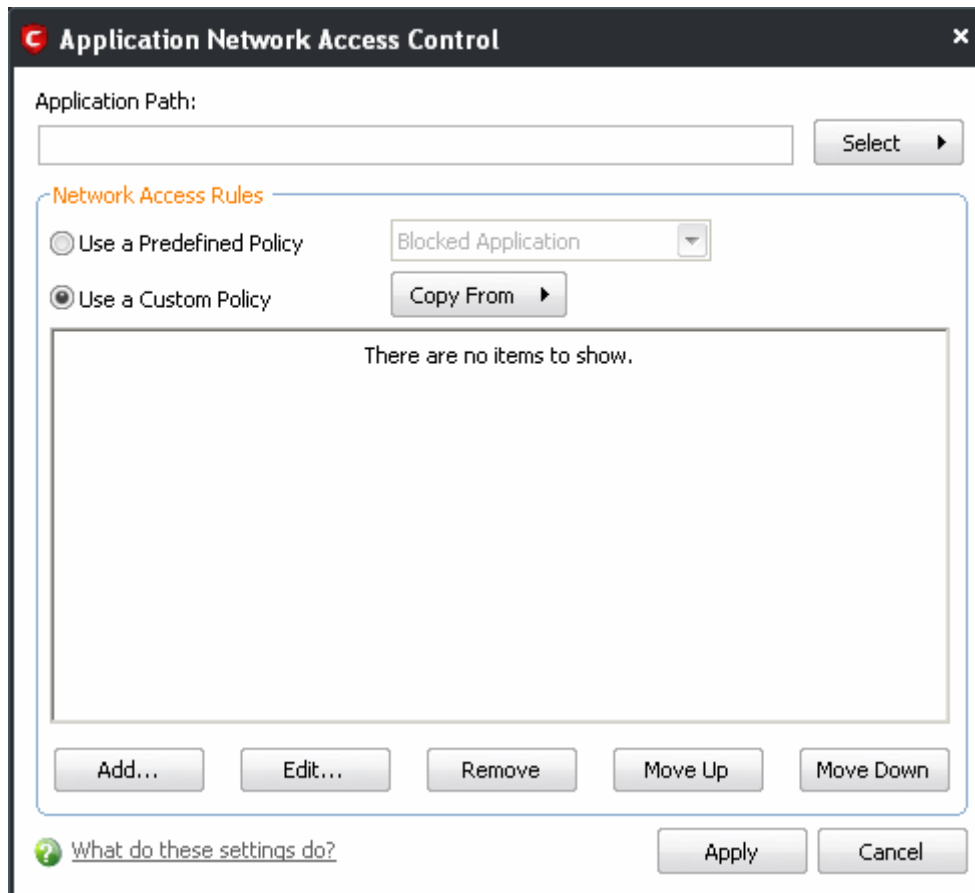 Application Network Access Control
Application Path:
Select
Network Access Rules
Use a Predefined Policy
Blocked Application
Use a Custom Policy
Copy From
There are no items to show.
Add...
Edit...
Remove
Move Up
Move Down
What do these settings do?
Apply
Cancel